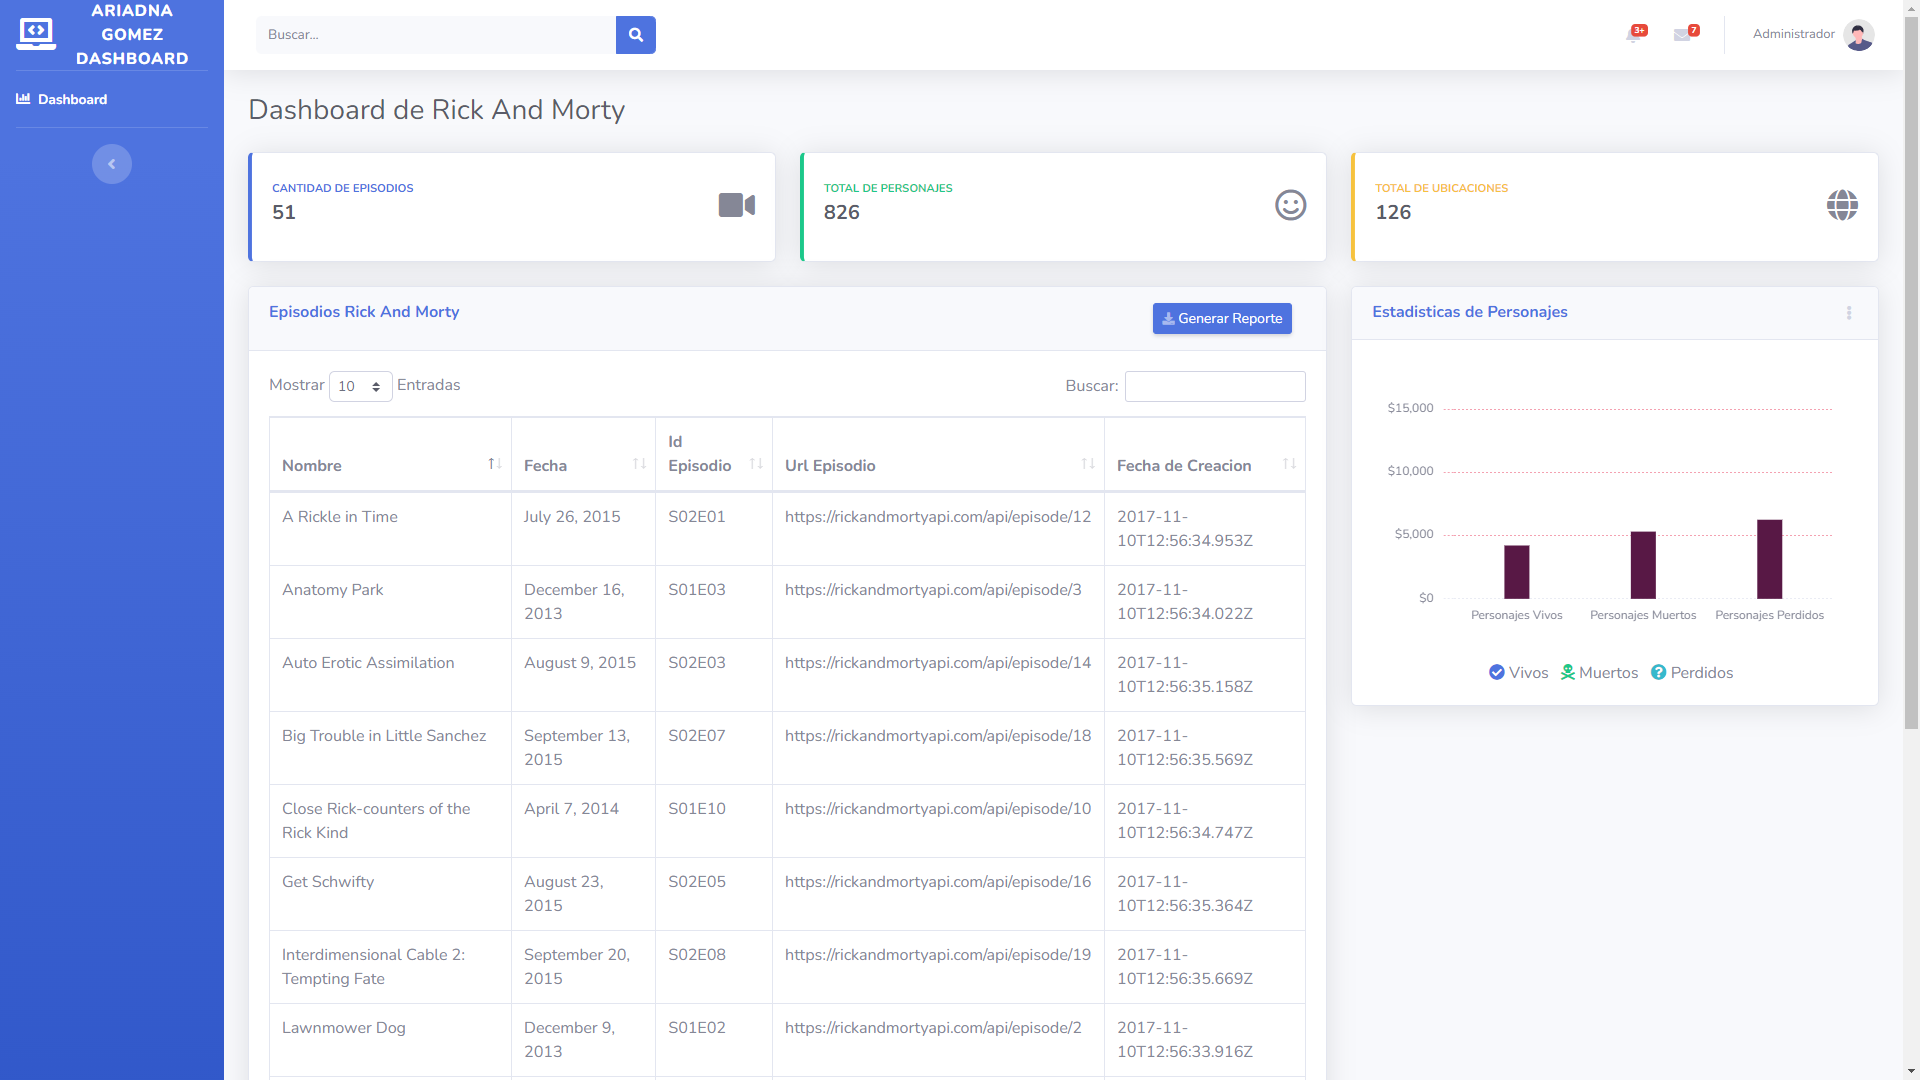 ARIADNA
GOMEZ
DASHBOARD
Dashboard
Buscar...
3+
7
Administrador
Dashboard de Rick And Morty
CANTIDAD DE EPISODIOS
51
TOTAL DE PERSONAJES
826
TOTAL DE UBICACIONES
126
Episodios Rick And Morty
Generar Reporte
Mostrar 10 Entradas
Buscar:
Nombre Fecha Id Episodio Url Episodio Fecha de Creacion
A Rickle in Time July 26, 2015 S02E01 https://rickandmortyapi.com/api/episode/12 2017-11-
10T12:56:34.953Z
Anatomy Park December 16, S01E03 https://rickandmortyapi.com/api/episode/3 2017-11-
2013 10T12:56:34.022Z
Auto Erotic Assimilation August 9, 2015 S02E03 https://rickandmortyapi.com/api/episode/14 2017-11-
10T12:56:35.158Z
Big Trouble in Little Sanchez September 13, S02E07 https://rickandmortyapi.com/api/episode/18 2017-11-
2015 10T12:56:35.569Z
Close Rick-counters of the April 7, 2014 S01E10 https://rickandmortyapi.com/api/episode/10 2017-11-
Rick Kind 10T12:56:34.747Z
Get Schwifty August 23, S02E05 https://rickandmortyapi.com/api/episode/16 2017-11-
2015 10T12:56:35.364Z
Interdimensional Cable 2: September 20, S02E08 https://rickandmortyapi.com/api/episode/19 2017-11-
Tempting Fate 2015 10T12:56:35.669Z
Lawnmower Dog December 9, S01E02 https://rickandmortyapi.com/api/episode/2 2017-11-
2013 10T12:56:33.916Z
Estadisticas de Personajes
$15,000
$10,000
$5,000
$0
Personajes Vivos Personajes Muertos Personajes Perdidos
Vivos Muertos Perdidos